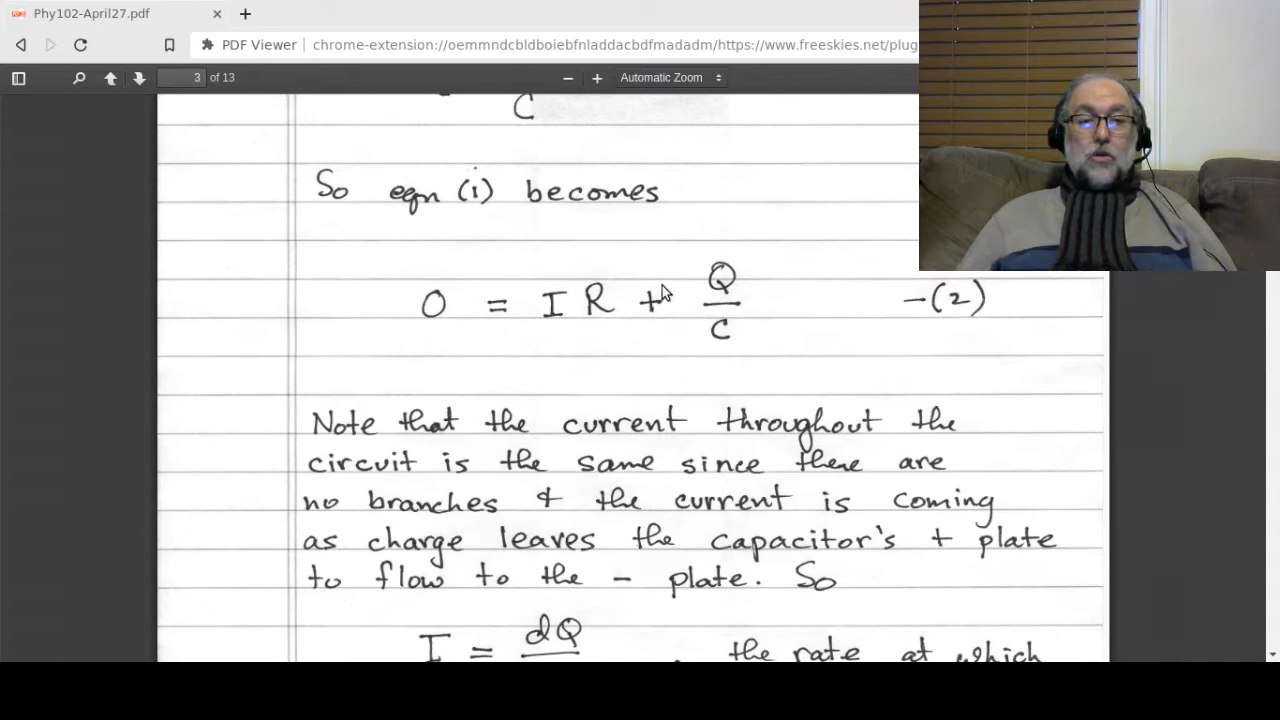 Phy102-April27.pdf
PDF Viewer
chrome-extension://oemmndcbldboiebfnladdacbdfmadadm/https://www.freeskies.net/plug
3 of 13
Automatic Zoom
C
So eqn (i) becomes
0 = I R + Q/C -(2)
Note that the current throughout the
circuit is the same since there are
no branches & the current is coming
as charge leaves the capacitor's + plate
to flow to the - plate. So
I = dQ the rate at which